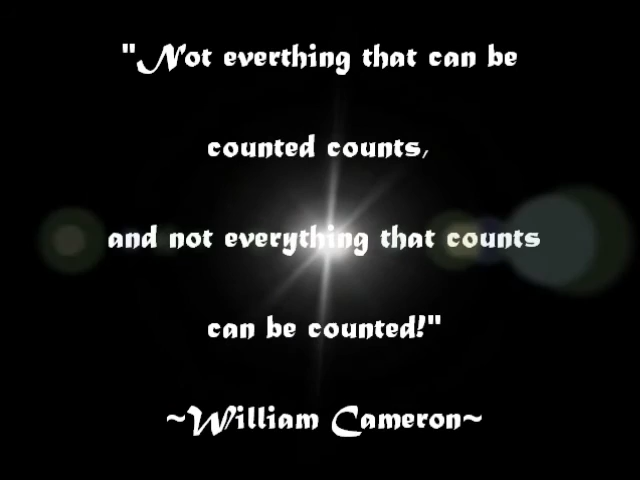 "Not everthing that can be
counted counts,
and not everything that counts
can be counted!"
~William Cameron~